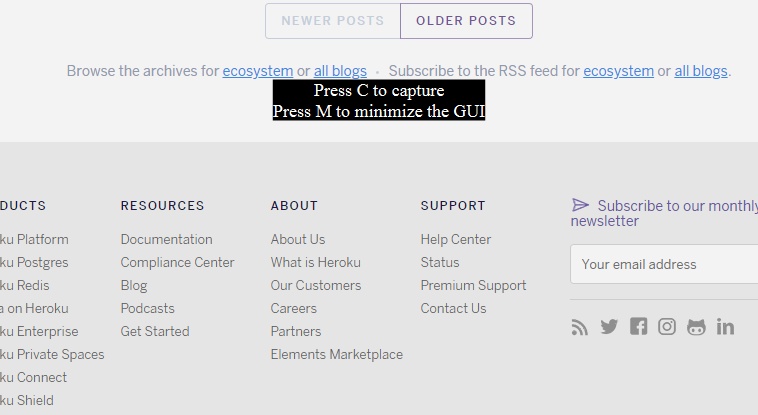 NEWER POSTS OLDER POSTS
Browse the archives for ecosystem or all blogs • Subscribe to the RSS feed for ecosystem or all blogs.
Press C to capture
Press M to minimize the GUI
DUCTS
ku Platform
ku Postgres
ku Redis
a on Heroku
ku Enterprise
ku Private Spaces
ku Connect
ku Shield
RESOURCES
Documentation
Compliance Center
Blog
Podcasts
Get Started
ABOUT
About Us
What is Heroku
Our Customers
Careers
Partners
Elements Marketplace
SUPPORT
Help Center
Status
Premium Support
Contact Us
Subscribe to our monthly
newsletter
Your email address